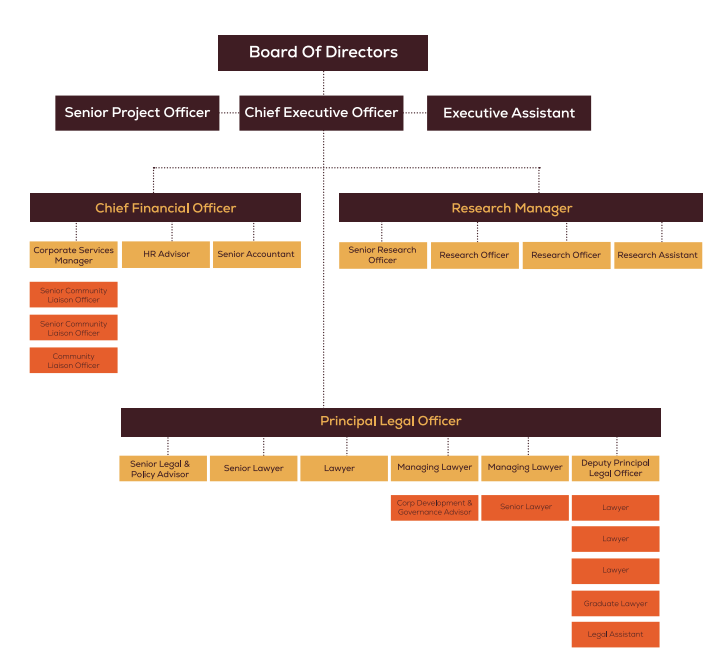 Board Of Directors
Senior Project Officer
Chief Executive Officer
Executive Assistant
Chief Financial Officer
Research Manager
Corporate Services
Manager
HR Advisor
Senior Accountant
Senior Research
Officer
Research Officer
Research Officer
Research Assistant
Senior Community
Liaison Officer
Senior Community
Liaison Officer
Community
Liaison Officer
Principal Legal Officer
Senior Legal &
Policy Advisor
Senior Lawyer
Lawyer
Managing Lawyer
Managing Lawyer
Deputy Principal
Legal Officer
Corp Development &
Governance Advisor
Senior Lawyer
Lawyer
Lawyer
Lawyer
Graduate Lawyer
Legal Assistant